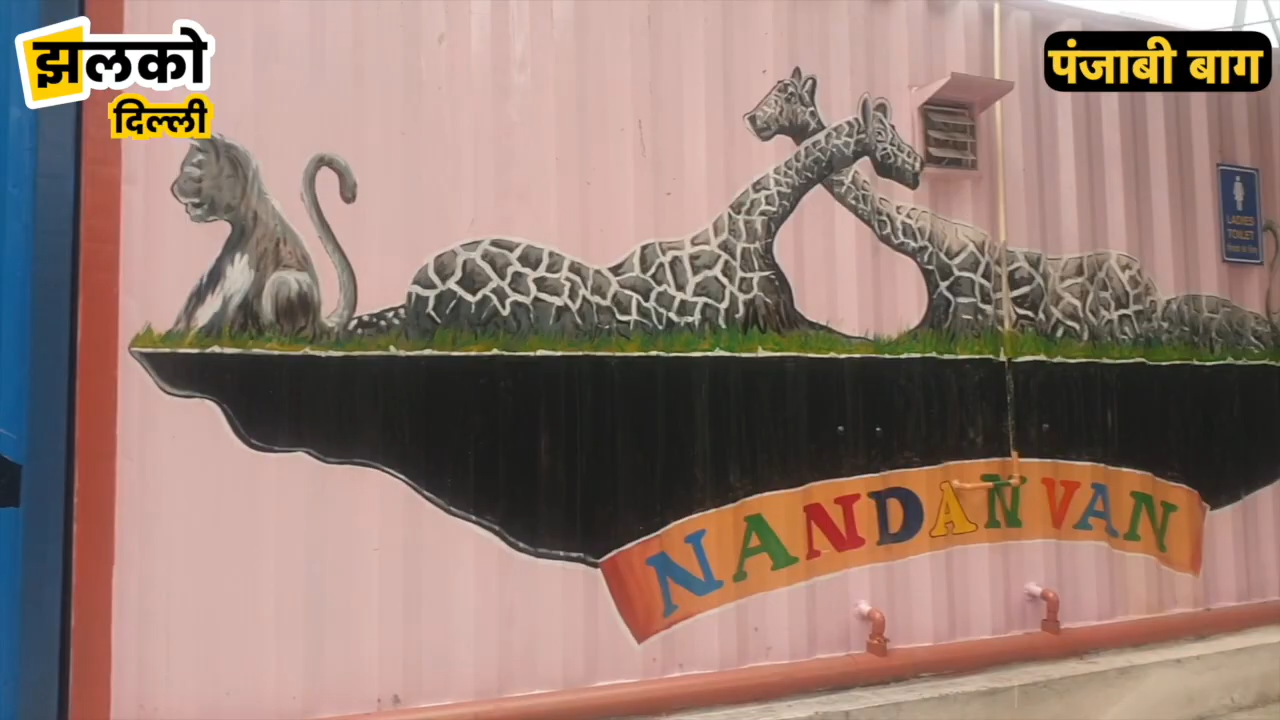 झलको
दिल्ली
पंजाबी बाग
LADIES
TOILET
NANDAN VAN